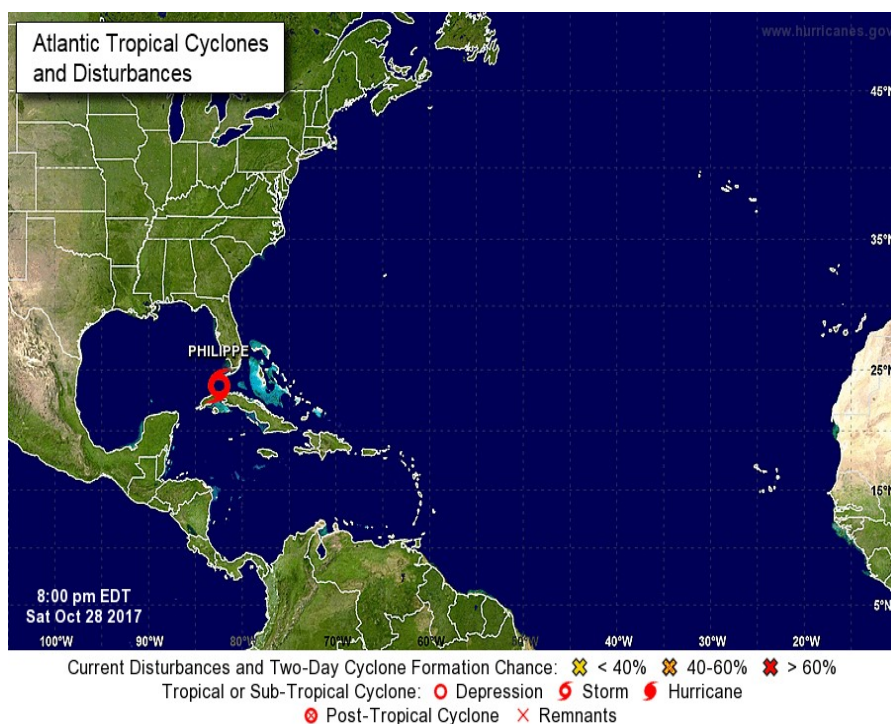 Atlantic Tropical Cyclones
and Disturbances
www.hurricanes.gov
45°N
35°N
PHILIPPE
25°N
15°N
8:00 pm EDT
Sat Oct 28 2017
5°N
100°W 90°W 80°W 70°W 60°W 50°W 40°W 30°W 20°W
Current Disturbances and Two-Day Cyclone Formation Chance: < 40% 40-60% > 60%
Tropical or Sub-Tropical Cyclone: Depression Storm Hurricane
Post-Tropical Cyclone Remnants